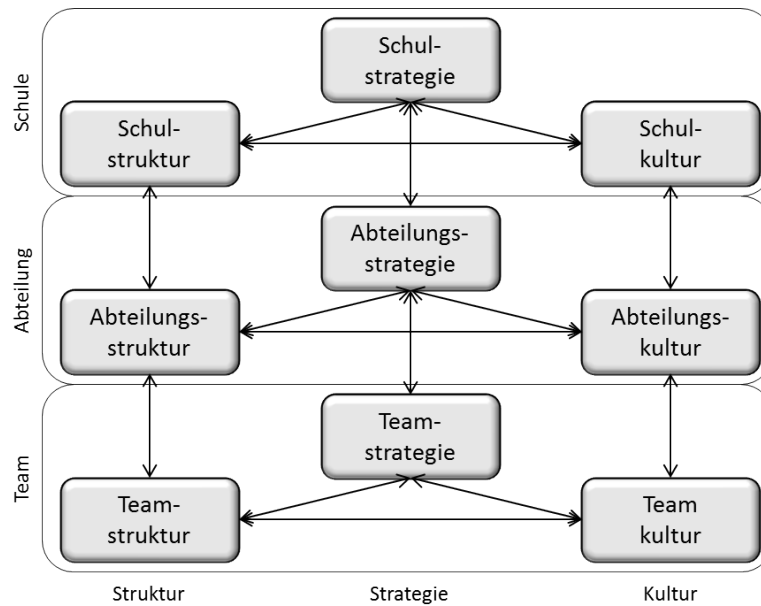 Schule
Schul-
strategie
Schul-
struktur
Schul-
kultur
Abteilung
Abteilungs-
strategie
Abteilungs-
struktur
Abteilungs-
kultur
Team
Team-
strategie
Team-
struktur
Team
kultur
Struktur
Strategie
Kultur